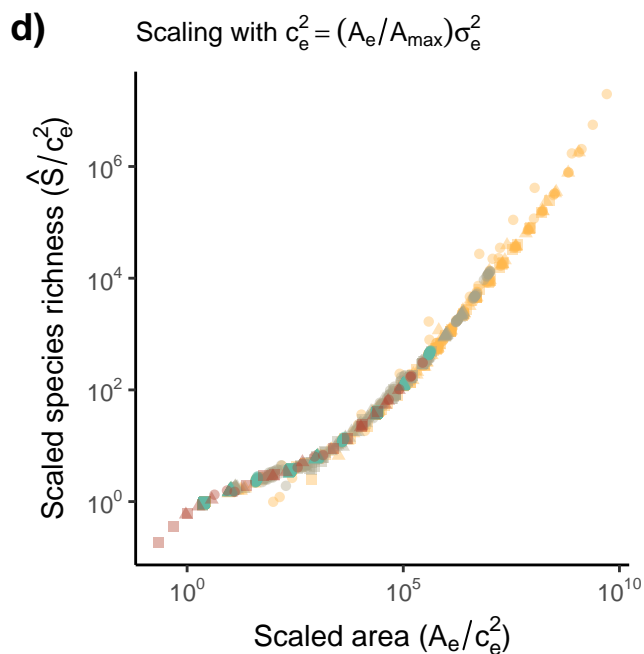 d)
Scaling with c_e^2 = (A_e/A_max)σ_e^2
Scaled species richness (Ŝ/c_e^2)
10^6
10^4
10^2
10^0
10^0 10^5 10^10
Scaled area (A_e/c_e^2)